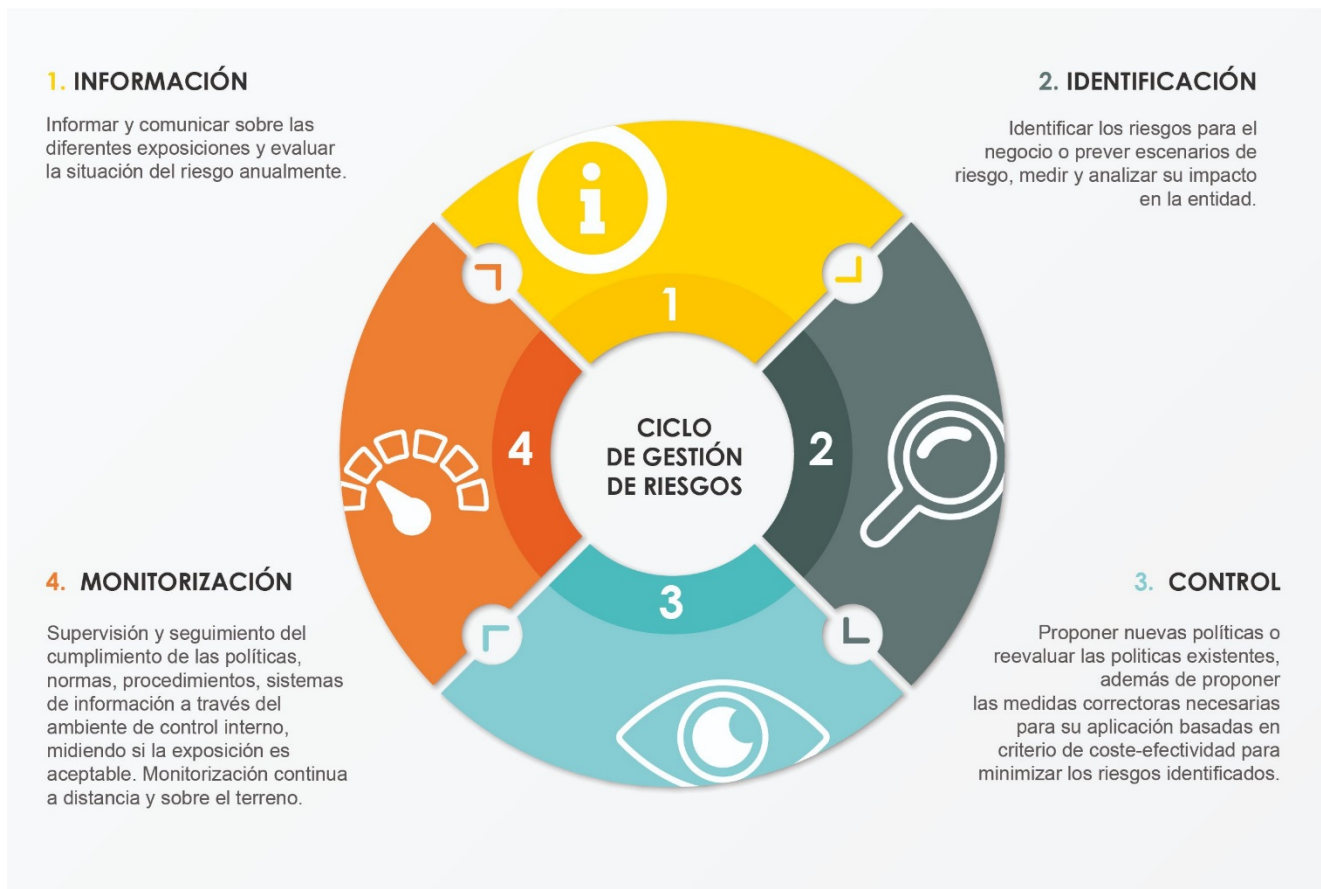 1. INFORMACIÓN
Informar y comunicar sobre las
diferentes exposiciones y evaluar
la situación del riesgo anualmente.
2. IDENTIFICACIÓN
Identificar los riesgos para el
negocio o prever escenarios de
riesgo, medir y analizar su impacto
en la entidad.
1
2
3
4
CICLO
DE GESTIÓN
DE RIESGOS
3. CONTROL
Proponer nuevas políticas o
reevaluar las politicas existentes,
además de proponer
las medidas correctoras necesarias
para su aplicación basadas en
criterio de coste-efectividad para
minimizar los riesgos identificados.
4. MONITORIZACIÓN
Supervisión y seguimiento del
cumplimiento de las políticas,
normas, procedimientos, sistemas
de información a través del
ambiente de control interno,
midiendo si la exposición es
aceptable. Monitorización continua
a distancia y sobre el terreno.